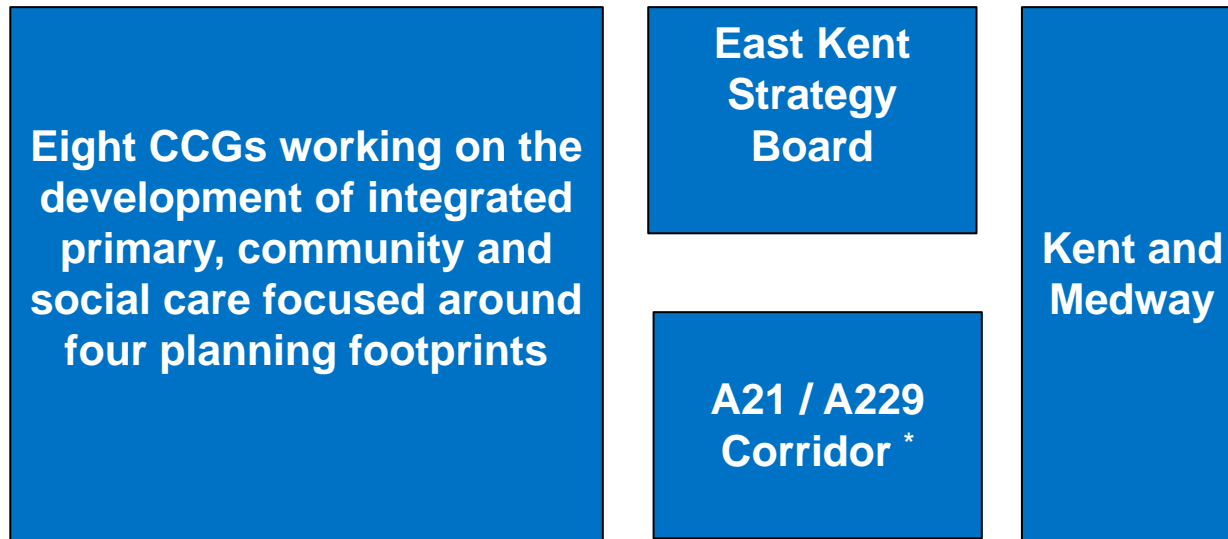 Eight CCGs working on the
development of integrated
primary, community and
social care focused around
four planning footprints
East Kent
Strategy
Board
A21 / A229
Corridor *
Kent and
Medway